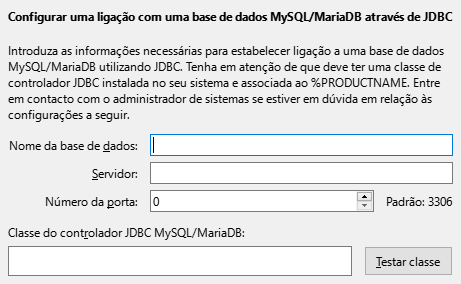 Configurar uma ligação com uma base de dados MySQL/MariaDB através de JDBC
Introduza as informações necessárias para estabelecer ligação a uma base de dados
MySQL/MariaDB utilizando JDBC. Tenha em atenção de que deve ter uma classe de
controlador JDBC instalada no seu sistema e associada ao %PRODUCTNAME. Entre
em contacto com o administrador de sistemas se estiver em dúvida em relação às
configurações a seguir.
Nome da base de dados:
Servidor:
Número da porta: 0 Padrão: 3306
Classe do controlador JDBC MySQL/MariaDB:
Testar classe